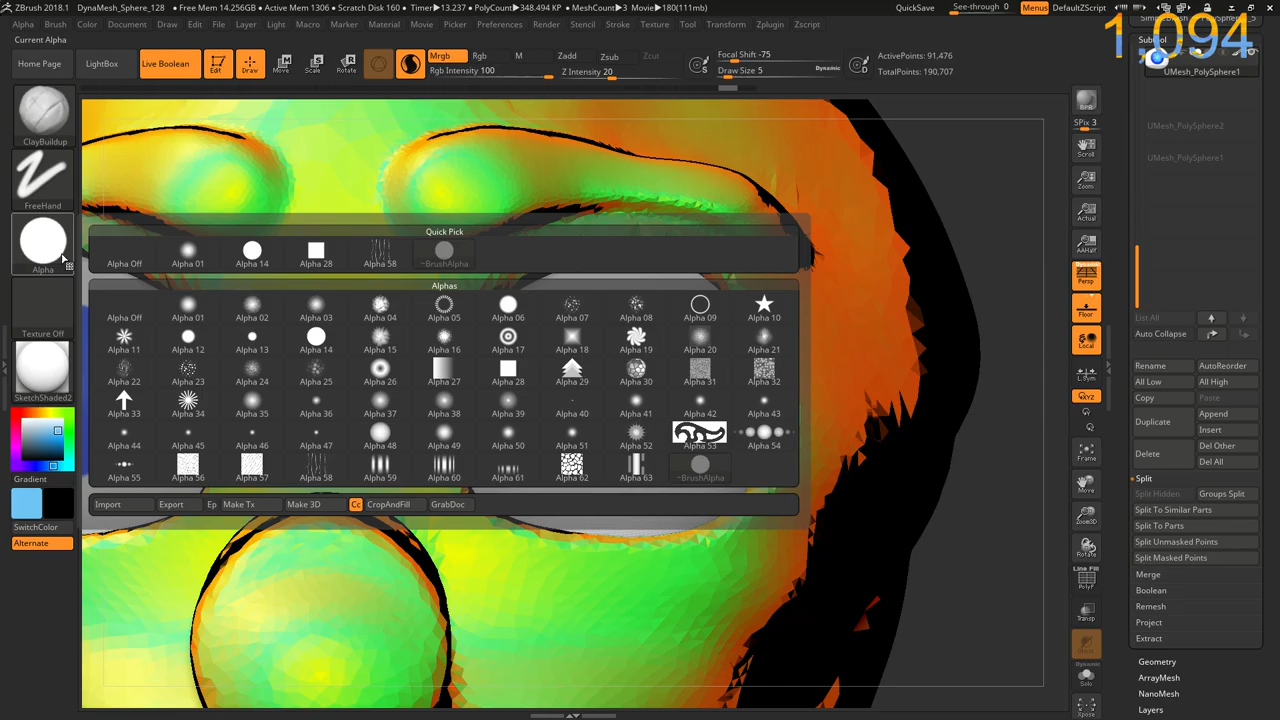 ZBrush 2018.1 DynaMesh_Sphere_128 • Free Mem 14.256GB • Active Mem 1306 • Scratch Disk 160 • Timer▸13.237 • PolyCount▸348.494 KP • MeshCount▸3 Movie▸180(111mb) QuickSave See-through 0 Menus DefaultZScript
1,094
Alpha Brush Color Document Draw Edit File Layer Light Macro Marker Material Movie Picker Preferences Render Stencil Stroke Texture Tool Transform Zplugin Zscript
Current Alpha
Home Page LightBox Live Boolean Edit Draw Move Scale Rotate
Mrgb Rgb M Zadd Zsub Zcut
Rgb Intensity 100 Z Intensity 20
Focal Shift -75
Draw Size 5 Dynamic
S
D
ActivePoints: 91,476
TotalPoints: 190,707
ClayBuildup
FreeHand
Alpha
Texture Off
SketchShaded2
Gradient
SwitchColor
Alternate
Quick Pick
Alpha Off Alpha 01 Alpha 14 Alpha 28 Alpha 58 ~BrushAlpha
Alphas
Alpha Off Alpha 01 Alpha 02 Alpha 03 Alpha 04 Alpha 05 Alpha 06 Alpha 07 Alpha 08 Alpha 09 Alpha 10
Alpha 11 Alpha 12 Alpha 13 Alpha 14 Alpha 15 Alpha 16 Alpha 17 Alpha 18 Alpha 19 Alpha 20 Alpha 21
Alpha 22 Alpha 23 Alpha 24 Alpha 25 Alpha 26 Alpha 27 Alpha 28 Alpha 29 Alpha 30 Alpha 31 Alpha 32
Alpha 33 Alpha 34 Alpha 35 Alpha 36 Alpha 37 Alpha 38 Alpha 39 Alpha 40 Alpha 41 Alpha 42 Alpha 43
Alpha 44 Alpha 45 Alpha 46 Alpha 47 Alpha 48 Alpha 49 Alpha 50 Alpha 51 Alpha 52 Alpha 53 Alpha 54
Alpha 55 Alpha 56 Alpha 57 Alpha 58 Alpha 59 Alpha 60 Alpha 61 Alpha 62 Alpha 63 ~BrushAlpha
Import Export Ep Make Tx Make 3D Cc CropAndFill GrabDoc
BPR
SPix 3
Scroll
Zoom
Actual
AAHalf
Dynamic
Persp
Floor
Local
L.Sym
XYZ
Frame
Move
Zoom3D
Rotate
Line Fill
PolyF
Transp
Ghost
Dynamic
Solo
Xpose
Subtool
UMesh_PolySphere1
UMesh_PolySphere2
UMesh_PolySphere1
List All
Auto Collapse
Rename AutoReorder
All Low All High
Copy Paste
Duplicate Append
Insert
Delete Del Other
Del All
Split
Split Hidden Groups Split
Split To Similar Parts
Split To Parts
Split Unmasked Points
Split Masked Points
Merge
Boolean
Remesh
Project
Extract
Geometry
ArrayMesh
NanoMesh
Layers